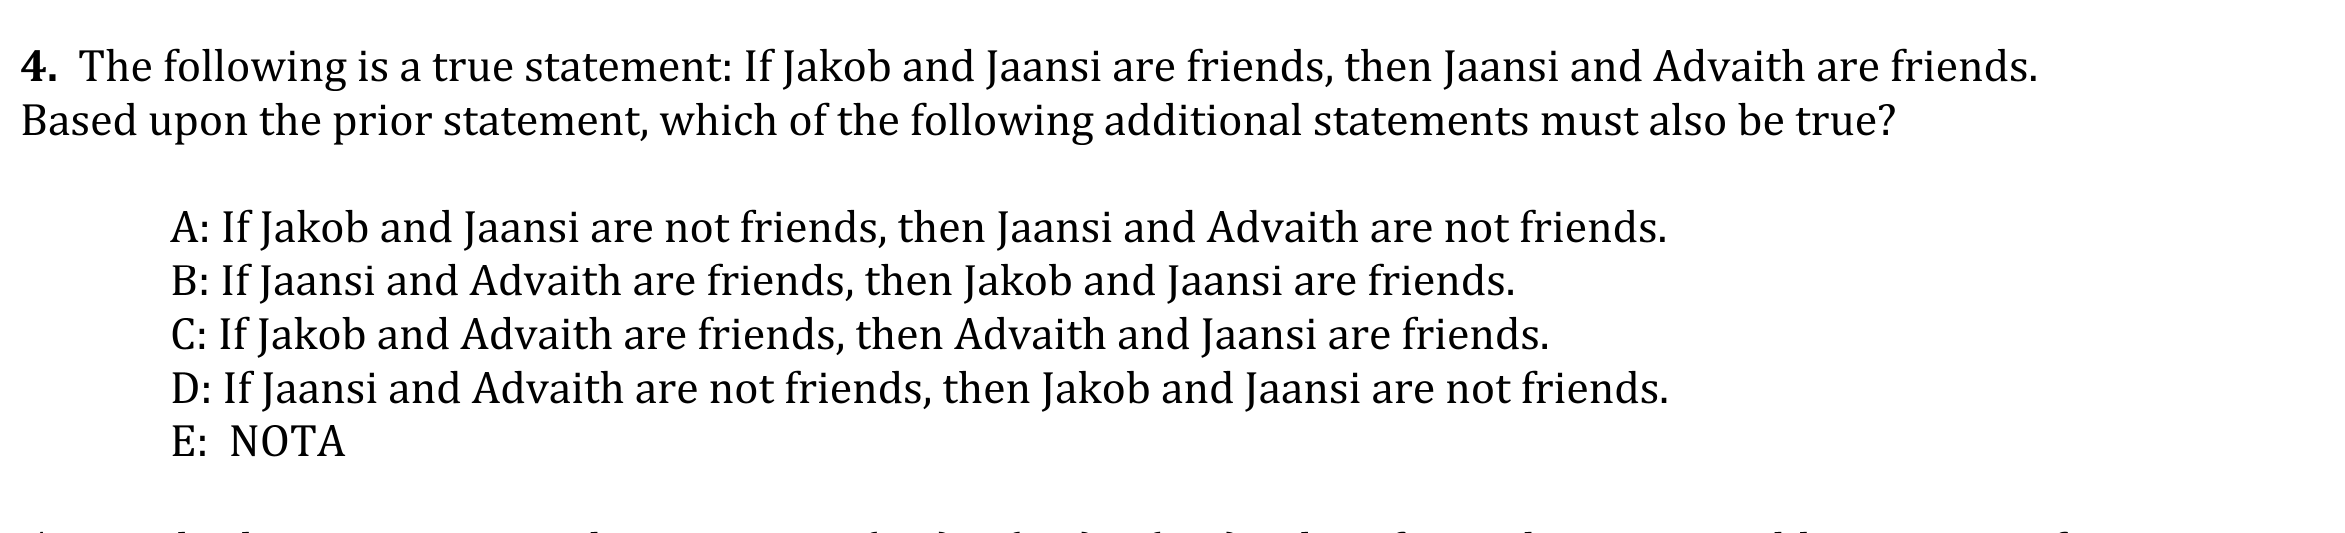 4. The following is a true statement: If Jakob and Jaansi are friends, then Jaansi and Advaith are friends.
Based upon the prior statement, which of the following additional statements must also be true?
A: If Jakob and Jaansi are not friends, then Jaansi and Advaith are not friends.
B: If Jaansi and Advaith are friends, then Jakob and Jaansi are friends.
C: If Jakob and Advaith are friends, then Advaith and Jaansi are friends.
D: If Jaansi and Advaith are not friends, then Jakob and Jaansi are not friends.
E: NOTA